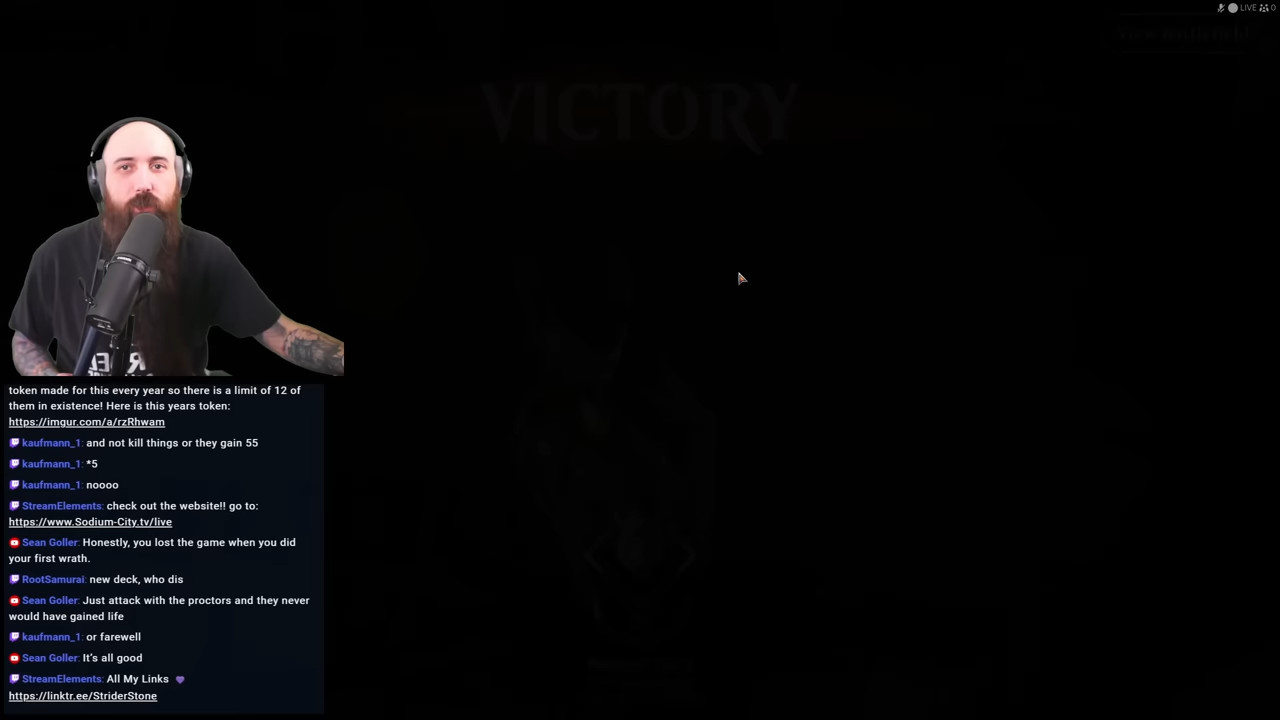 LIVE 0
VICTORY
token made for this every year so there is a limit of 12 of
them in existence! Here is this years token:
https://imgur.com/a/rzRhwam
kaufmann_1: and not kill things or they gain 55
kaufmann_1: *5
kaufmann_1: noooo
StreamElements: check out the website!! go to:
https://www.Sodium-City.tv/live
Sean Goller: Honestly, you lost the game when you did
your first wrath.
RootSamurai: new deck, who dis
Sean Goller: Just attack with the proctors and they never
would have gained life
kaufmann_1: or farewell
Sean Goller: It's all good
StreamElements: All My Links 💜
https://linktr.ee/StriderStone